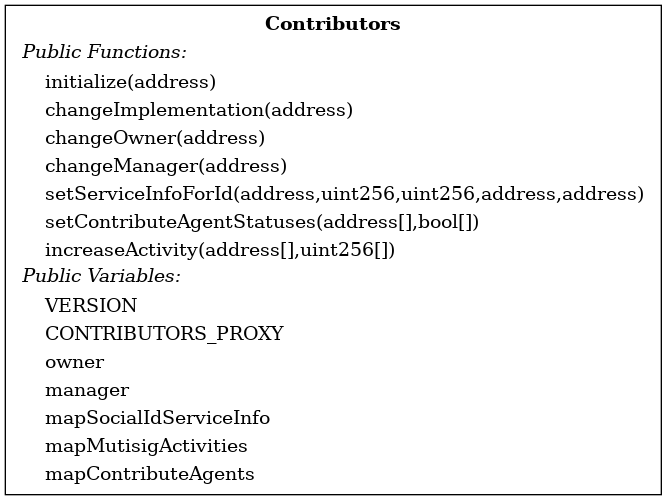 Contributors
Public Functions:
initialize(address)
changeImplementation(address)
changeOwner(address)
changeManager(address)
setServiceInfoForId(address,uint256,uint256,address,address)
setContributeAgentStatuses(address[],bool[])
increaseActivity(address[],uint256[])
Public Variables:
VERSION
CONTRIBUTORS_PROXY
owner
manager
mapSocialIdServiceInfo
mapMutisigActivities
mapContributeAgents